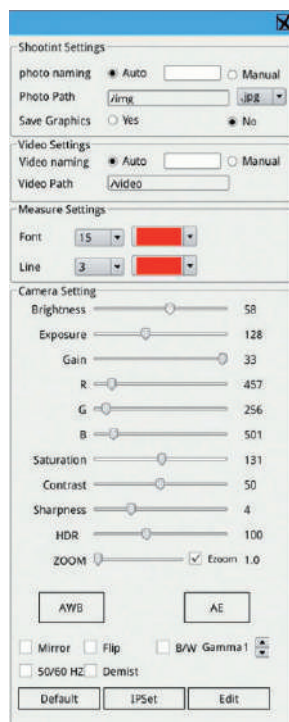 Shootint Settings
photo naming Auto Manual
Photo Path /img .jpg
Save Graphics Yes No
Video Settings
Video naming Auto Manual
Video Path /video
Measure Settings
Font 15
Line 3
Camera Setting
Brightness 58
Exposure 128
Gain 33
R 457
G 256
B 501
Saturation 131
Contrast 50
Sharpness 4
HDR 100
ZOOM Ezoom 1.0
AWB AE
Mirror Flip B/W Gamma1
50/60 HZ Demist
Default IPSet Edit